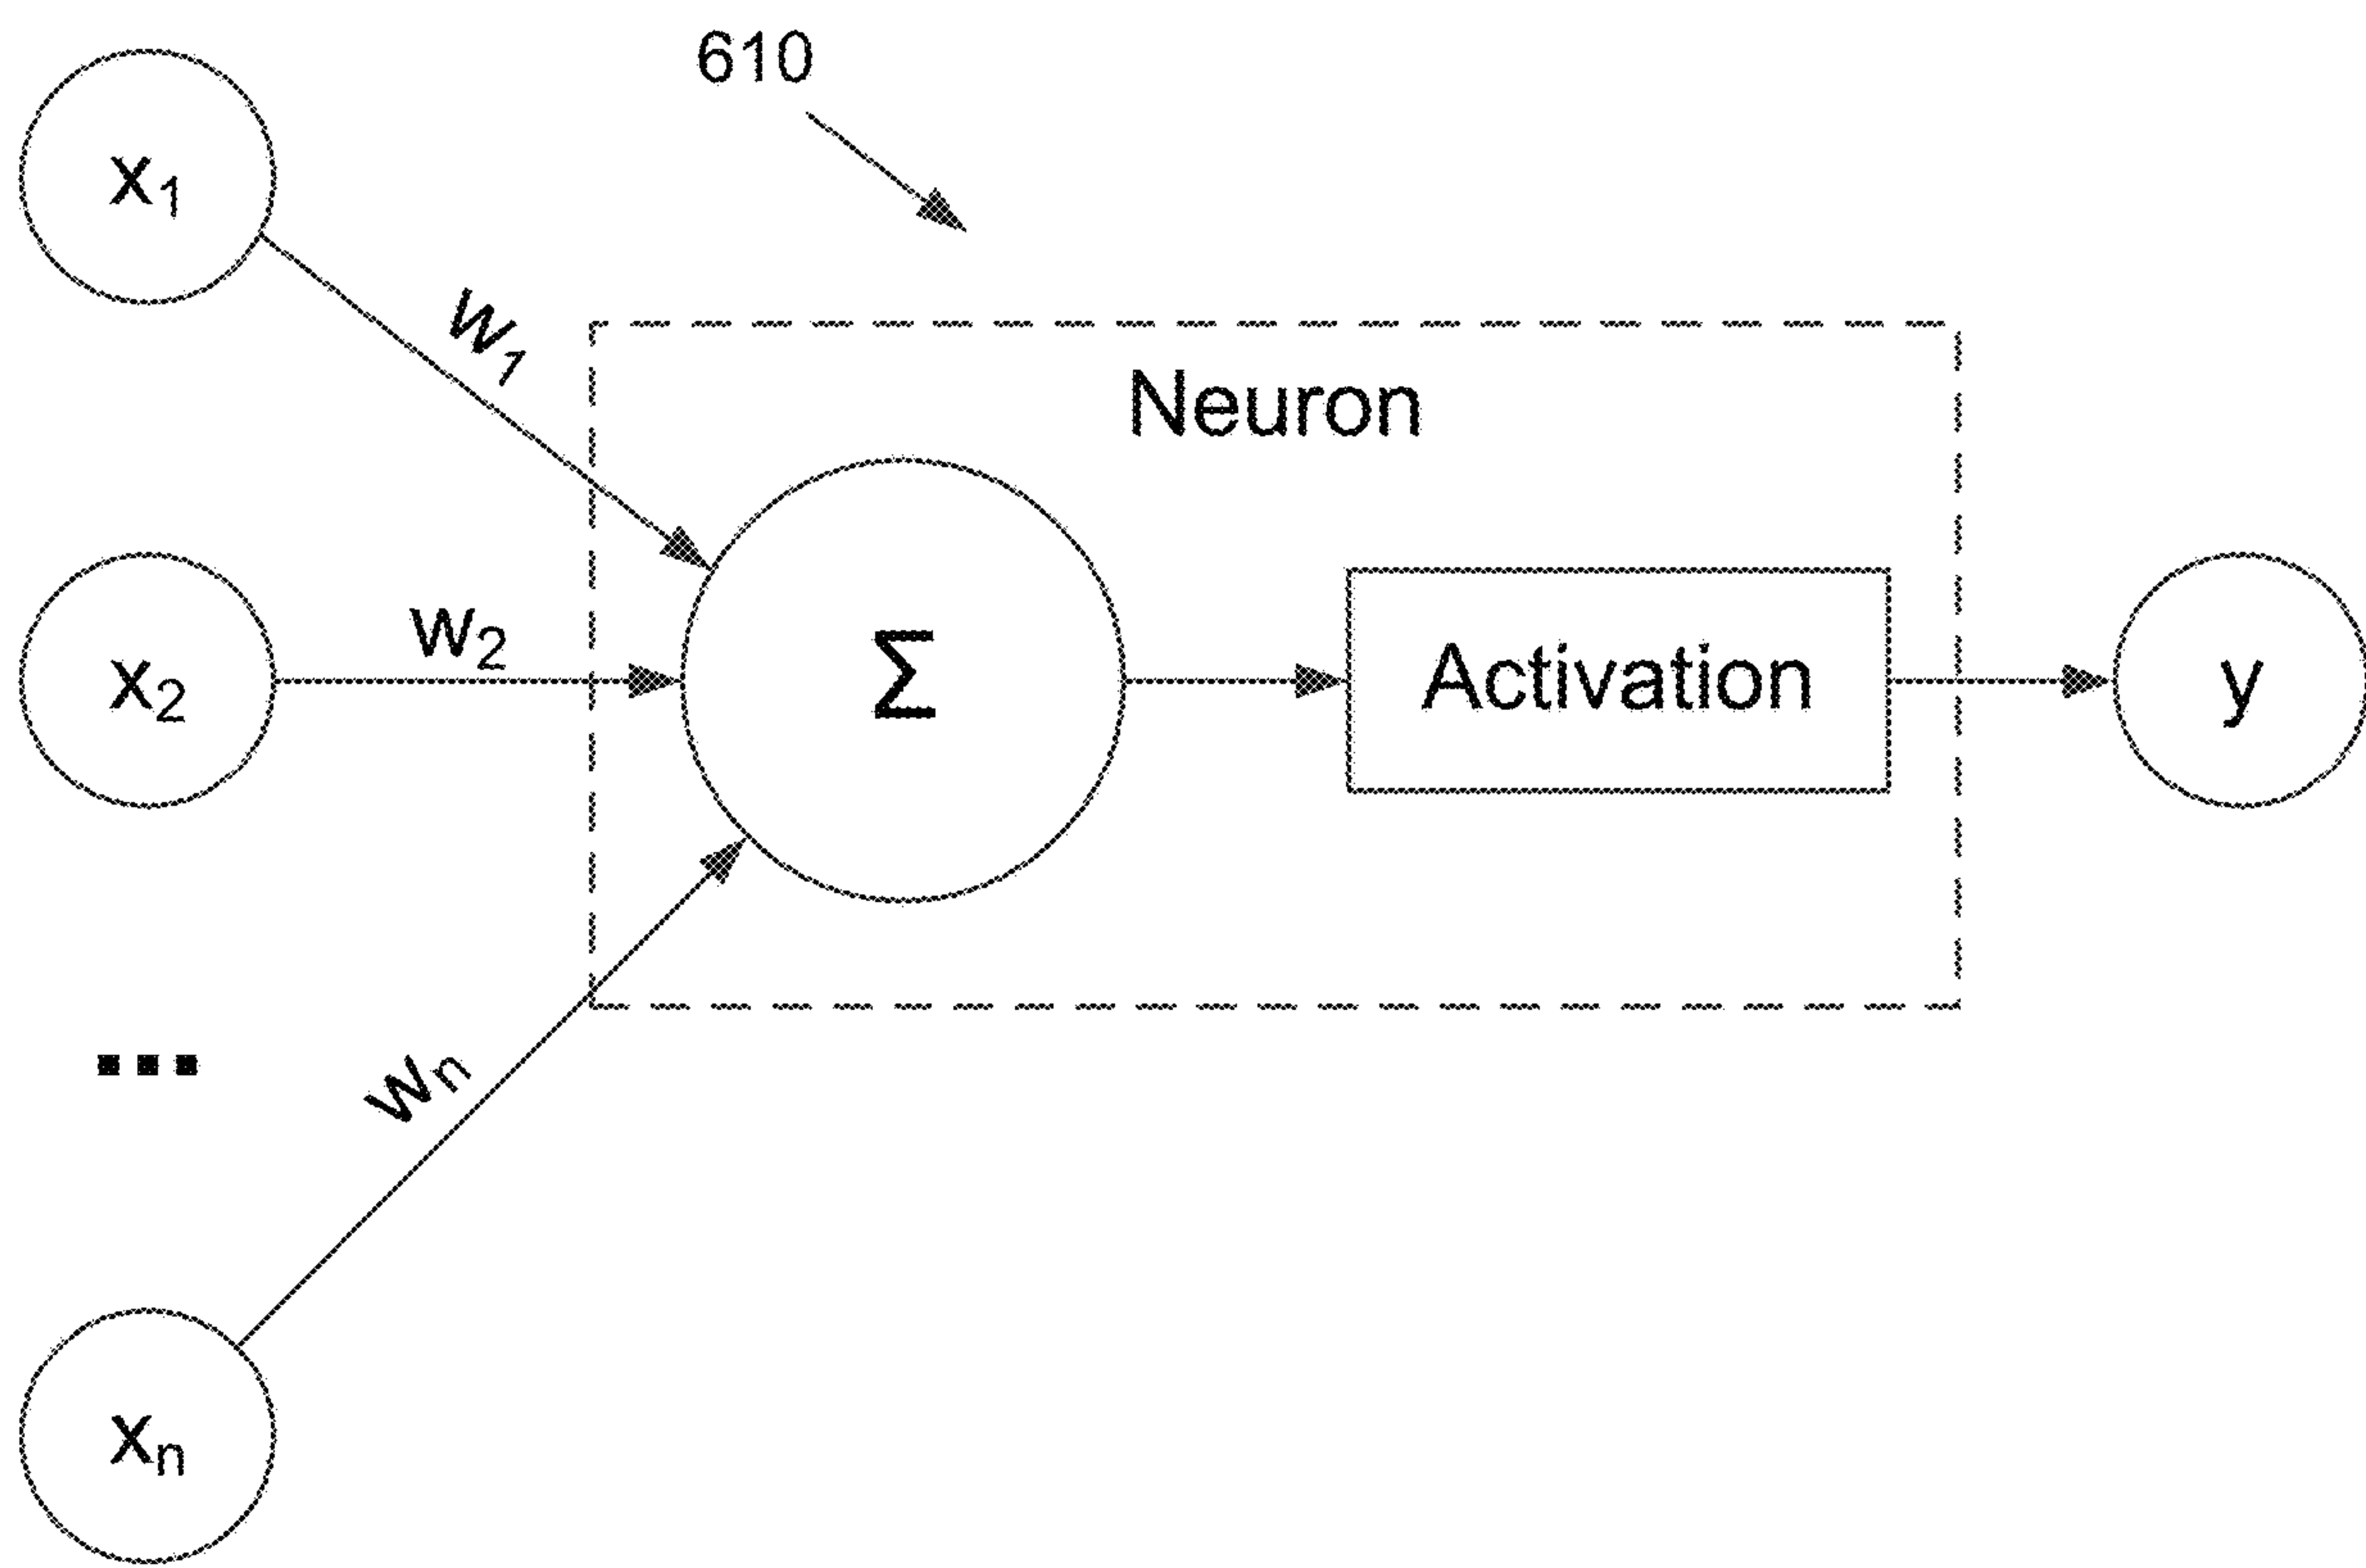 610
x₁
w₁
Neuron
x₂
w₂
Σ
Activation
y
...
wₙ
xₙ